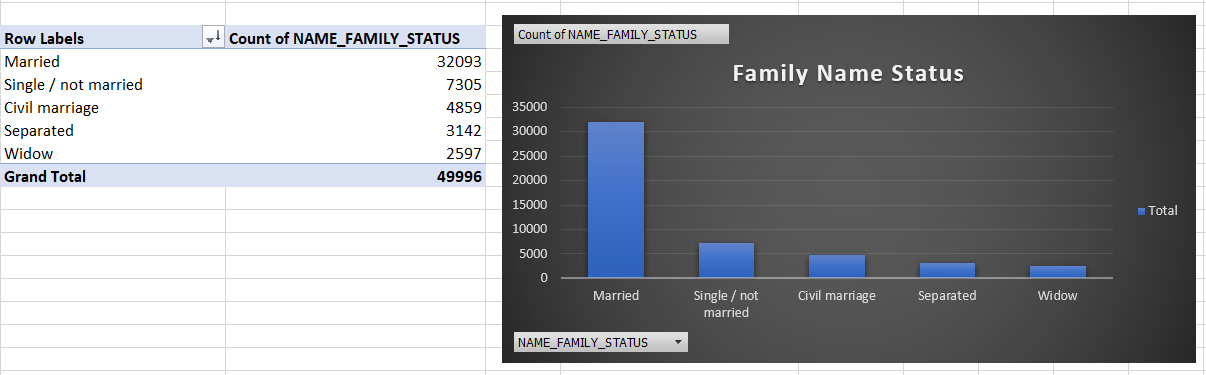 Row Labels Count of NAME_FAMILY_STATUS
Married 32093
Single / not married 7305
Civil marriage 4859
Separated 3142
Widow 2597
Grand Total 49996
Count of NAME_FAMILY_STATUS
Family Name Status
35000
30000
25000
20000
15000
10000
5000
0
Married Single / not married Civil marriage Separated Widow
Total
NAME_FAMILY_STATUS